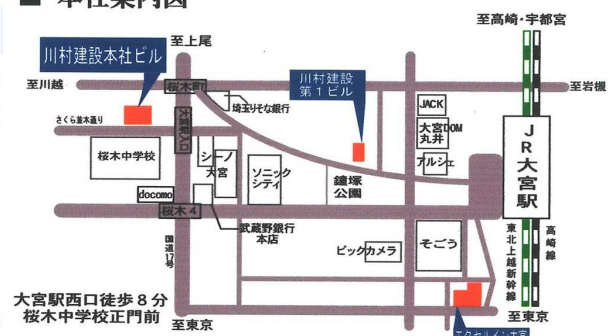 ■ 本社案内図
至高崎・宇都宮
至上尾
川村建設本社ビル
川村建設
第1ビル
至川越
桜木町
至岩槻
埼玉りそな銀行
JACK
さくら並木通り
大宮駅入口
大宮DOM
丸井
JR大宮駅
桜木中学校
シーノ
大宮
ソニック
シティ
アルシェ
鐘塚
公園
docomo
桜木4
武蔵野銀行
本店
国道17号
ビックカメラ
そごう
東北上越新幹線
高崎線
大宮駅西口徒歩8分
桜木中学校正門前
至東京
至東京